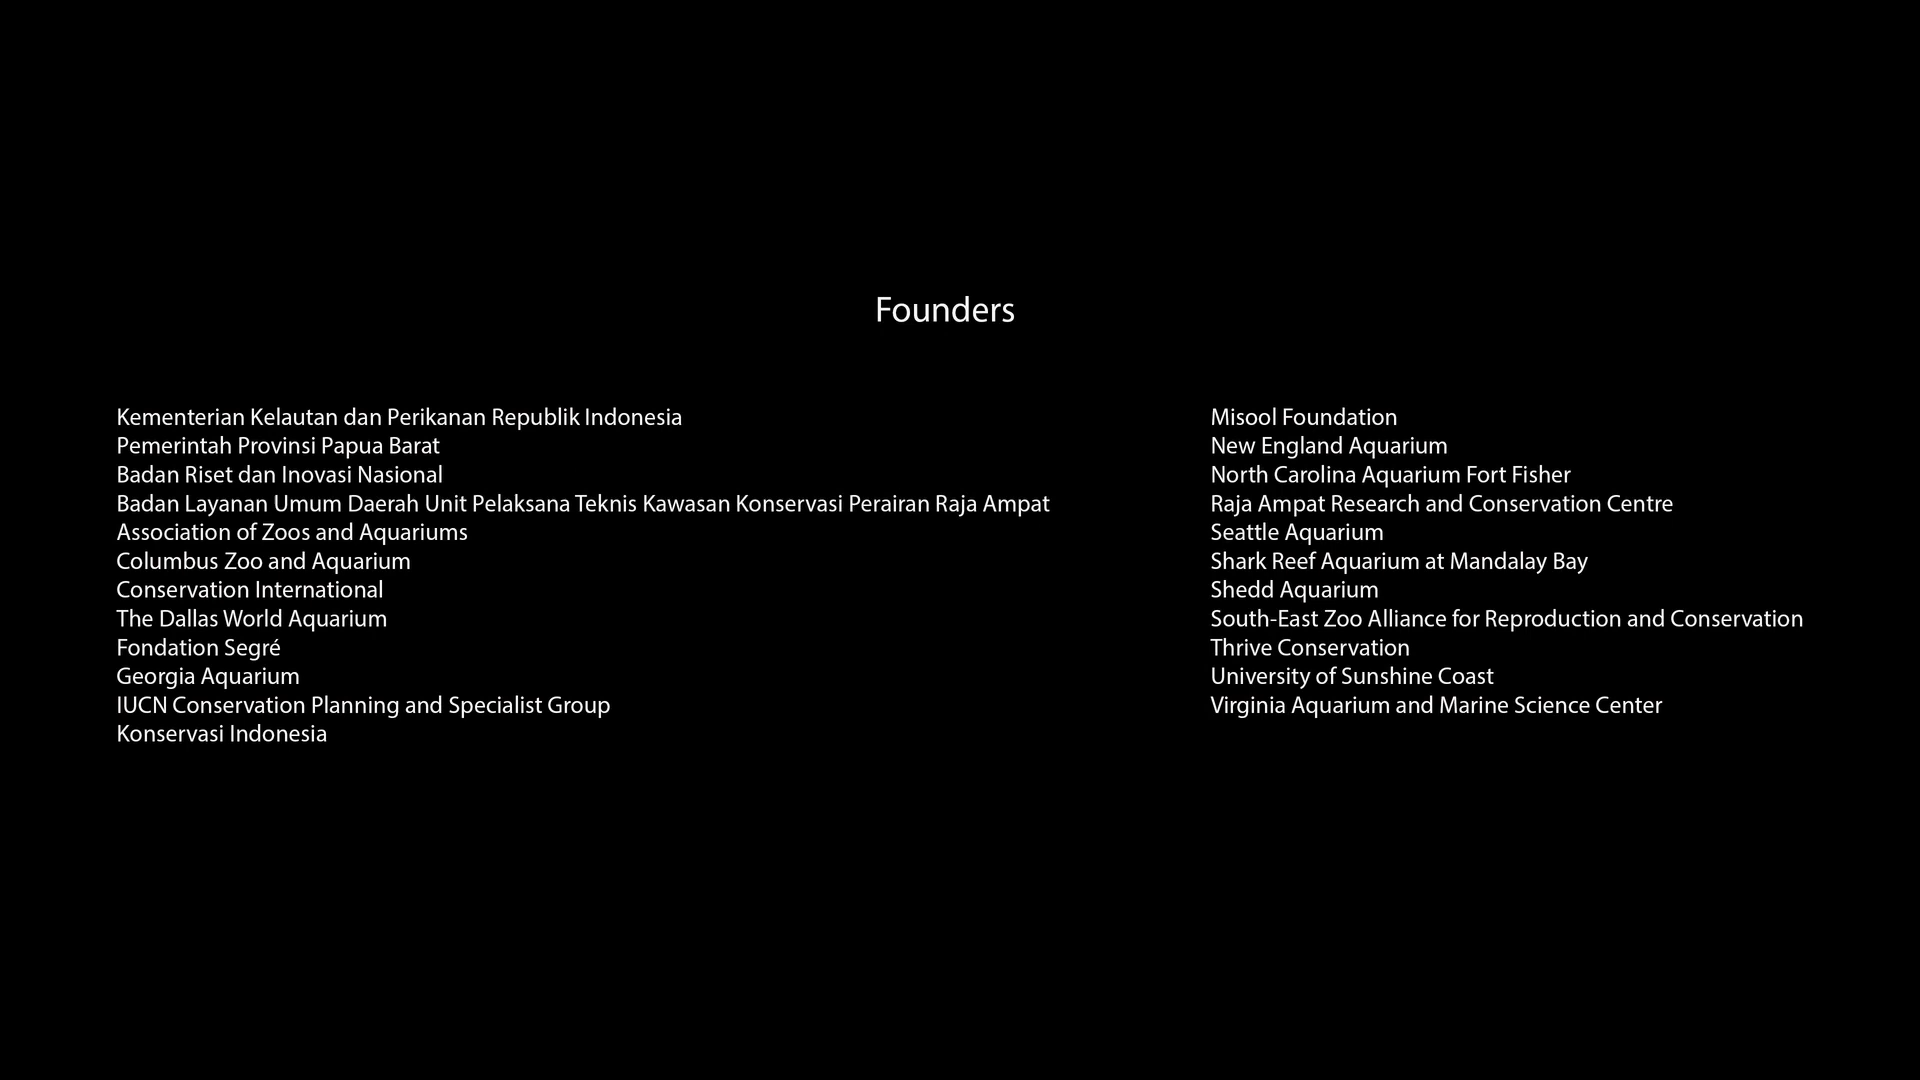 Founders
Kementerian Kelautan dan Perikanan Republik Indonesia
Pemerintah Provinsi Papua Barat
Badan Riset dan Inovasi Nasional
Badan Layanan Umum Daerah Unit Pelaksana Teknis Kawasan Konservasi Perairan Raja Ampat
Association of Zoos and Aquariums
Columbus Zoo and Aquarium
Conservation International
The Dallas World Aquarium
Fondation Segré
Georgia Aquarium
IUCN Conservation Planning and Specialist Group
Konservasi Indonesia
Misool Foundation
New England Aquarium
North Carolina Aquarium Fort Fisher
Raja Ampat Research and Conservation Centre
Seattle Aquarium
Shark Reef Aquarium at Mandalay Bay
Shedd Aquarium
South-East Zoo Alliance for Reproduction and Conservation
Thrive Conservation
University of Sunshine Coast
Virginia Aquarium and Marine Science Center